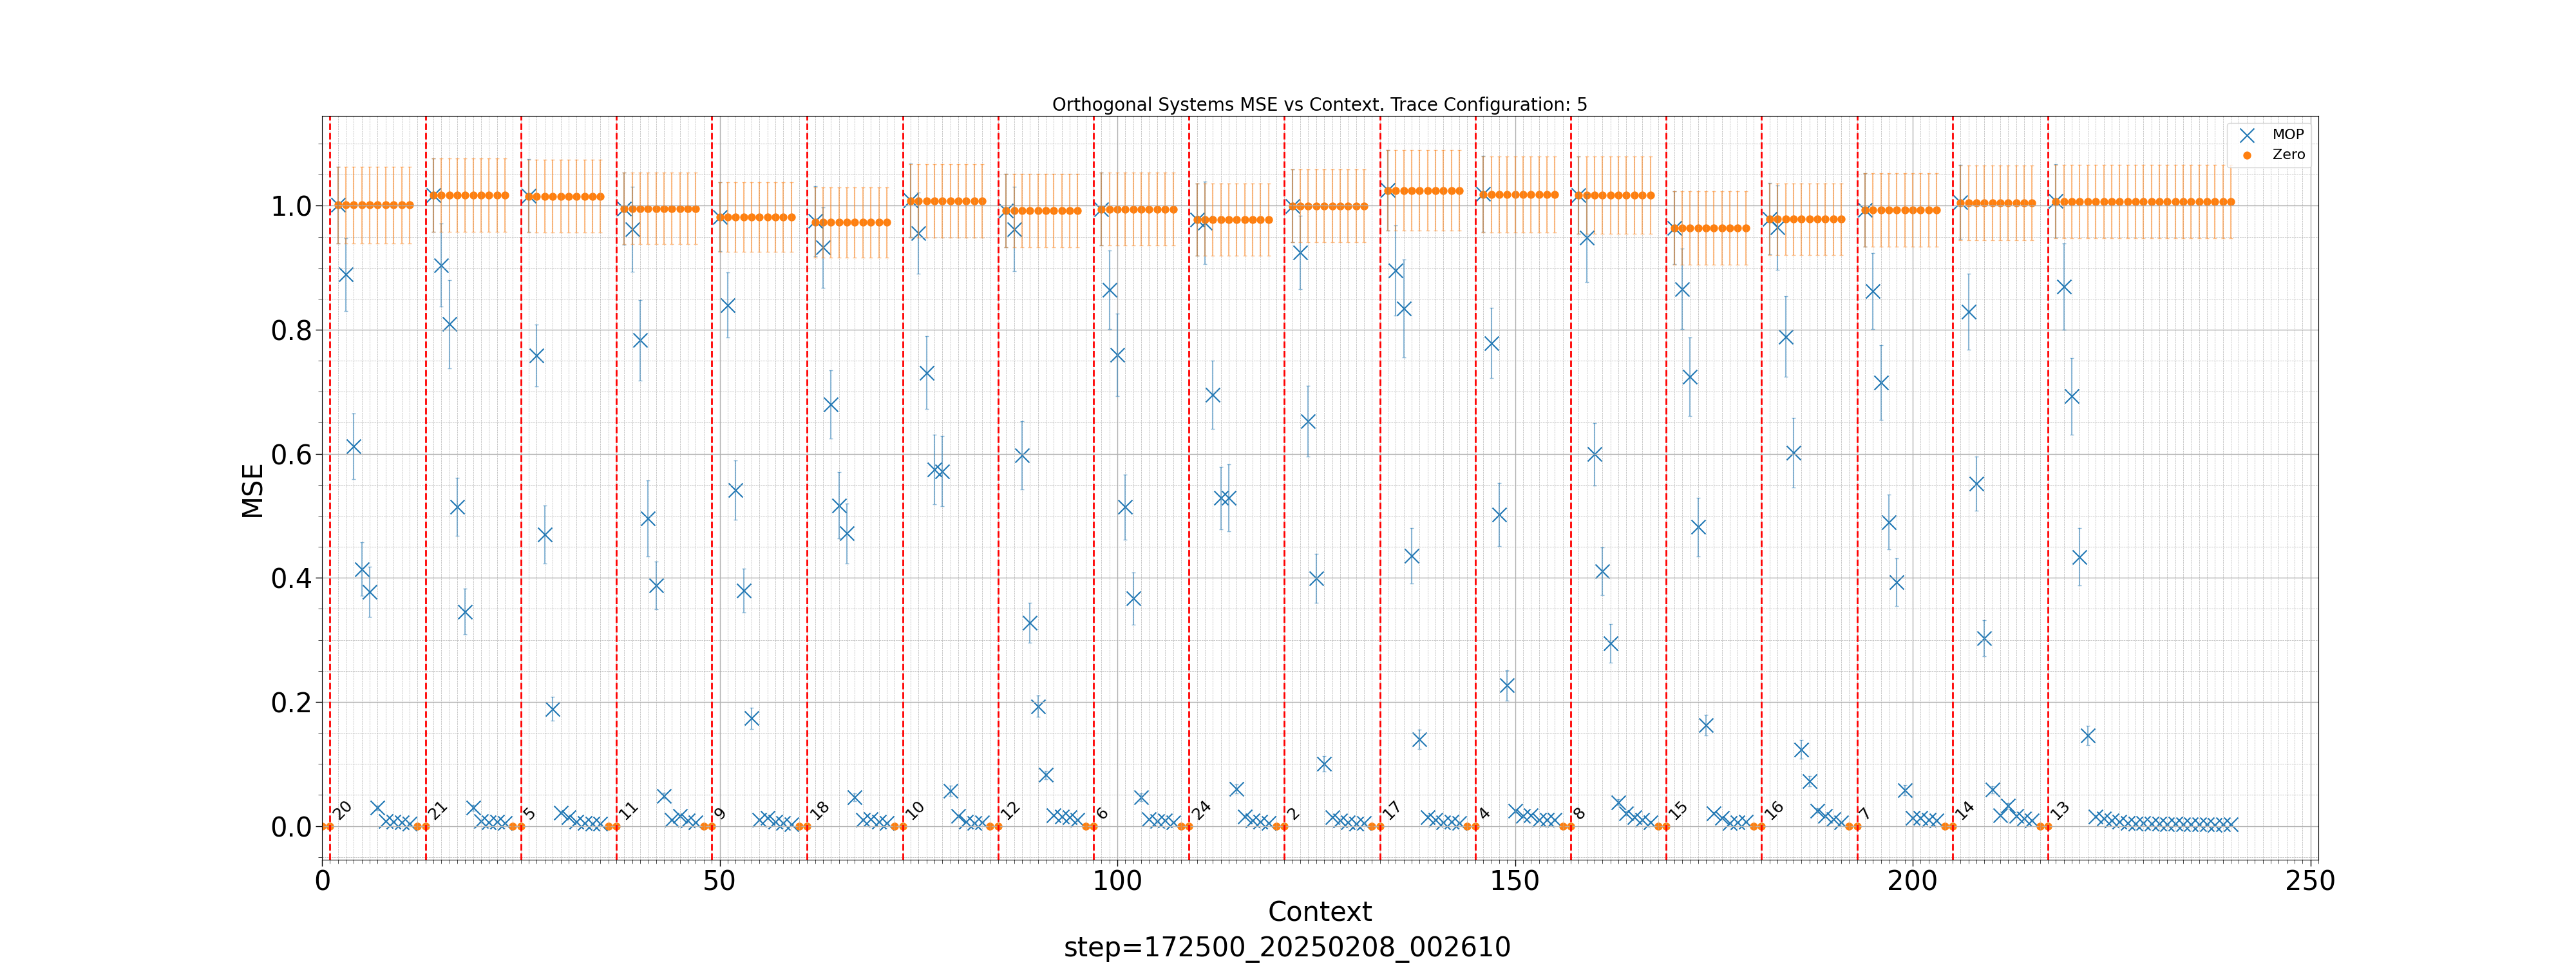 Orthogonal Systems MSE vs Context. Trace Configuration: 5
MOP
Zero
1.0
0.8
0.6
0.4
0.2
0.0
MSE
20 21 5 11 9 18 10 12 6 24 2 17 4 8 15 16 7 14 13
0 50 100 150 200 250
Context
step=172500_20250208_002610